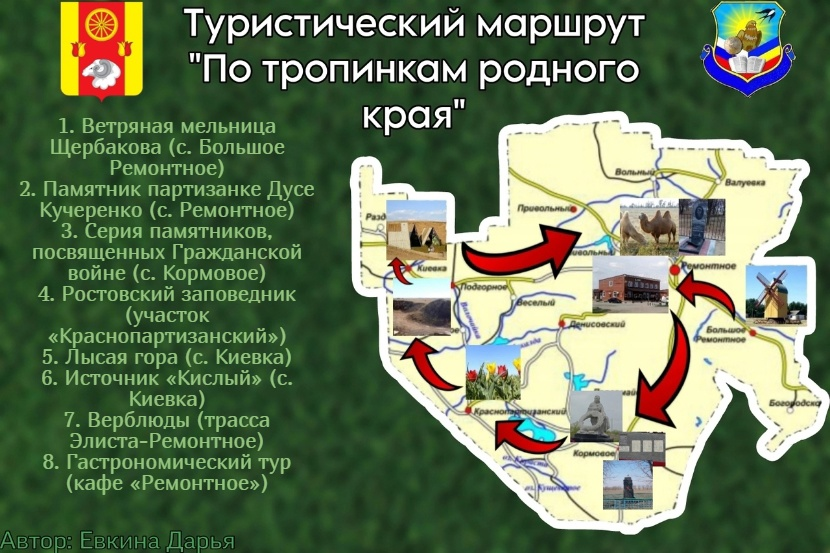 Туристический маршрут
"По тропинкам родного
края"
1. Ветряная мельница
Щербакова (с. Большое
Ремонтное)
2. Памятник партизанке Дусе
Кучеренко (с. Ремонтное)
3. Серия памятников,
посвященных Гражданской
войне (с. Кормовое)
4. Ростовский заповедник
(участок
«Краснопартизанский»)
5. Лысая гора (с. Киевка)
6. Источник «Кислый» (с.
Киевка)
7. Верблюды (трасса
Элиста-Ремонтное)
8. Гастрономический тур
(кафе «Ремонтное»)
Вольный
Валуевка
Привольный
Разд
Ремонтное
Киевка
Подгорное
Веселый
Денисовский
Большое
Ремонтное
Богородско
Краснопартизанский
Кормовое
Автор: Евкина Дарья